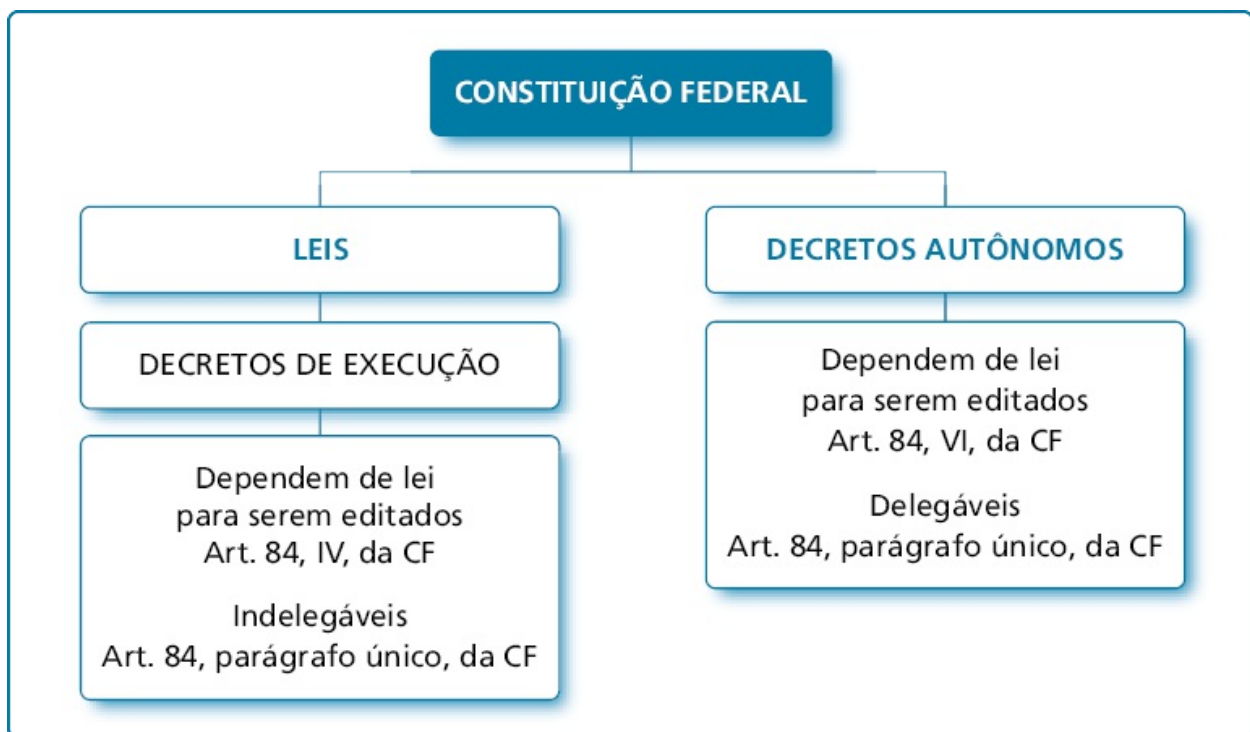 CONSTITUIÇÃO FEDERAL
LEIS
DECRETOS DE EXECUÇÃO
Dependem de lei
para serem editados
Art. 84, IV, da CF
Indelegáveis
Art. 84, parágrafo único, da CF
DECRETOS AUTÔNOMOS
Dependem de lei
para serem editados
Art. 84, VI, da CF
Delegáveis
Art. 84, parágrafo único, da CF